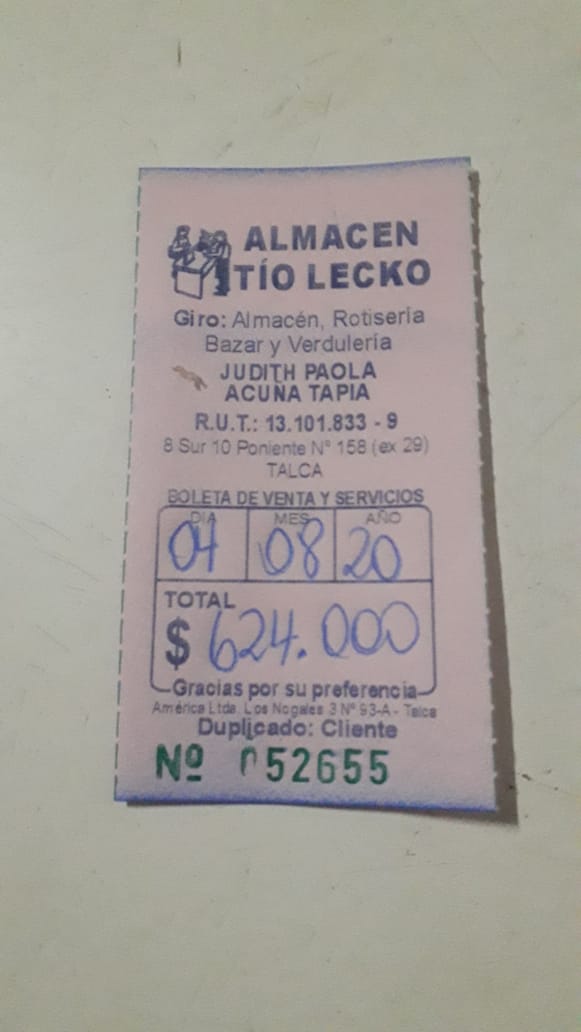 ALMACEN
TÍO LECKO
Giro: Almacén, Rotisería
Bazar y Verdulería
JUDITH PAOLA
ACUÑA TAPIA
R.U.T.: 13.101.833 - 9
8 Sur 10 Poniente Nº 158 (ex 29)
TALCA
BOLETA DE VENTA Y SERVICIOS
DIA MES AÑO
04 08 20
TOTAL
$ 624.000
Gracias por su preferencia
América Ltda. Los Nogales 3 Nº 93-A - Talca
Duplicado: Cliente
Nº 052655